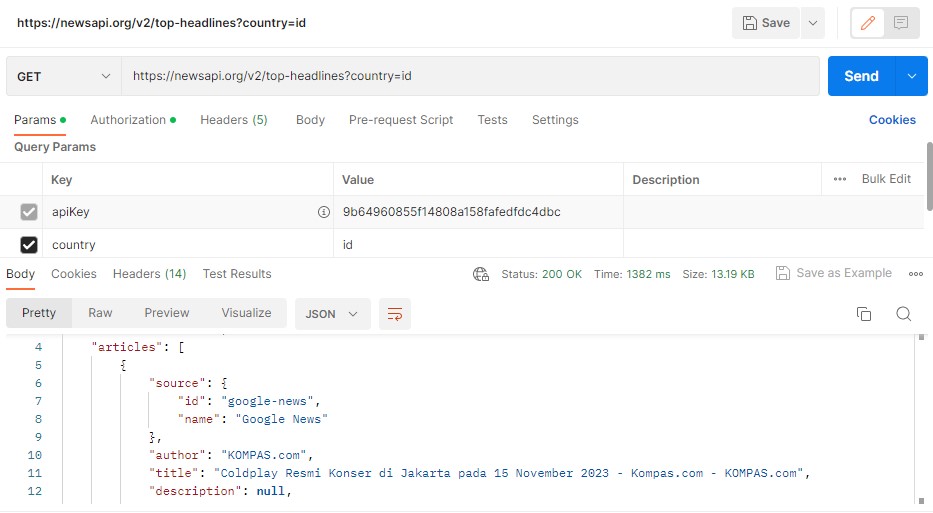 https://newsapi.org/v2/top-headlines?country=id Save
GET https://newsapi.org/v2/top-headlines?country=id Send
Params Authorization Headers (5) Body Pre-request Script Tests Settings Cookies
Query Params
Key Value Description Bulk Edit
apiKey 9b64960855f14808a158fafedfdc4dbc
country id
Body Cookies Headers (14) Test Results Status: 200 OK Time: 1382 ms Size: 13.19 KB Save as Example
Pretty Raw Preview Visualize JSON
4 "articles": [
5 {
6 "source": {
7 "id": "google-news",
8 "name": "Google News"
9 },
10 "author": "KOMPAS.com",
11 "title": "Coldplay Resmi Konser di Jakarta pada 15 November 2023 - Kompas.com - KOMPAS.com",
12 "description": null,